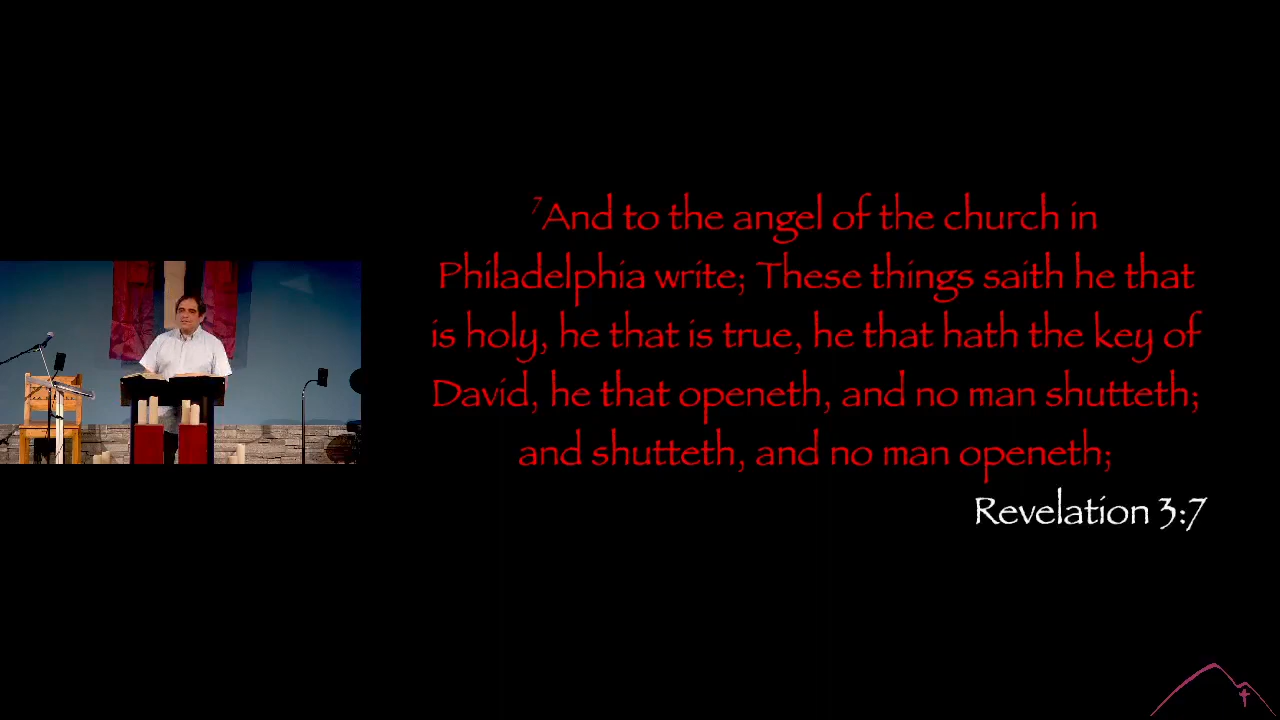 7And to the angel of the church in
Philadelphia write; These things saith he that
is holy, he that is true, he that hath the key of
David, he that openeth, and no man shutteth;
and shutteth, and no man openeth;
Revelation 3:7